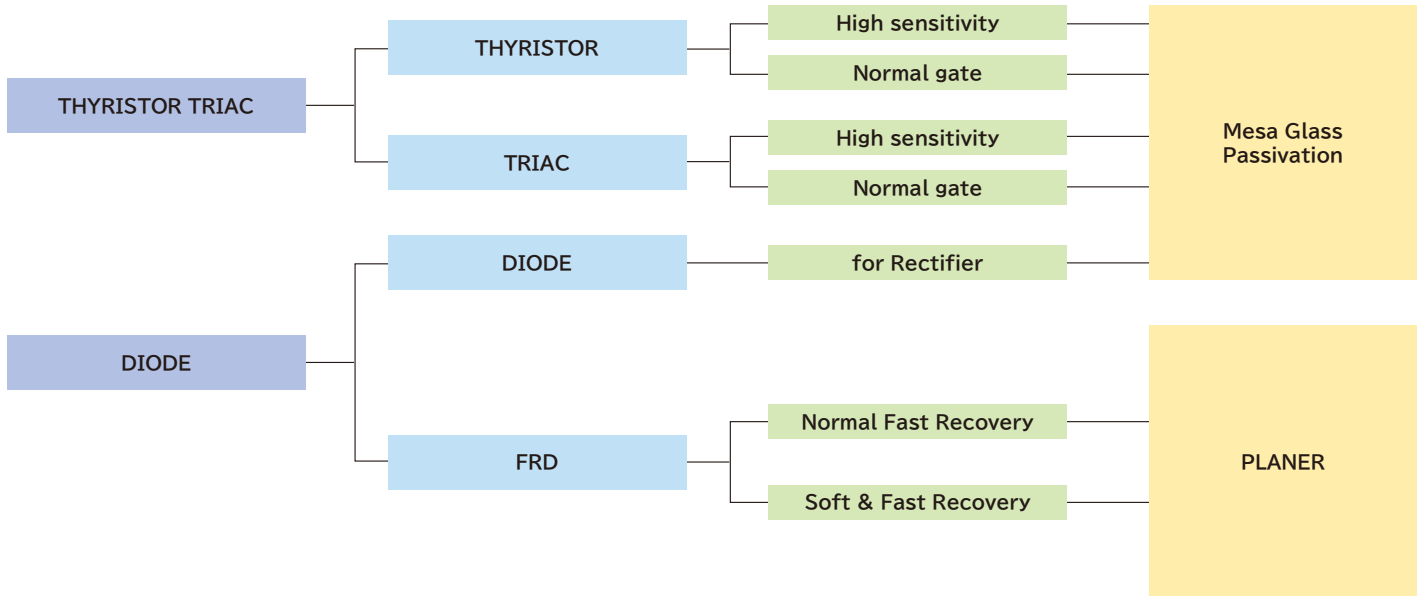 THYRISTOR TRIAC
THYRISTOR
High sensitivity
Normal gate
TRIAC
High sensitivity
Normal gate
DIODE
DIODE
for Rectifier
FRD
Normal Fast Recovery
Soft & Fast Recovery
Mesa Glass
Passivation
PLANER